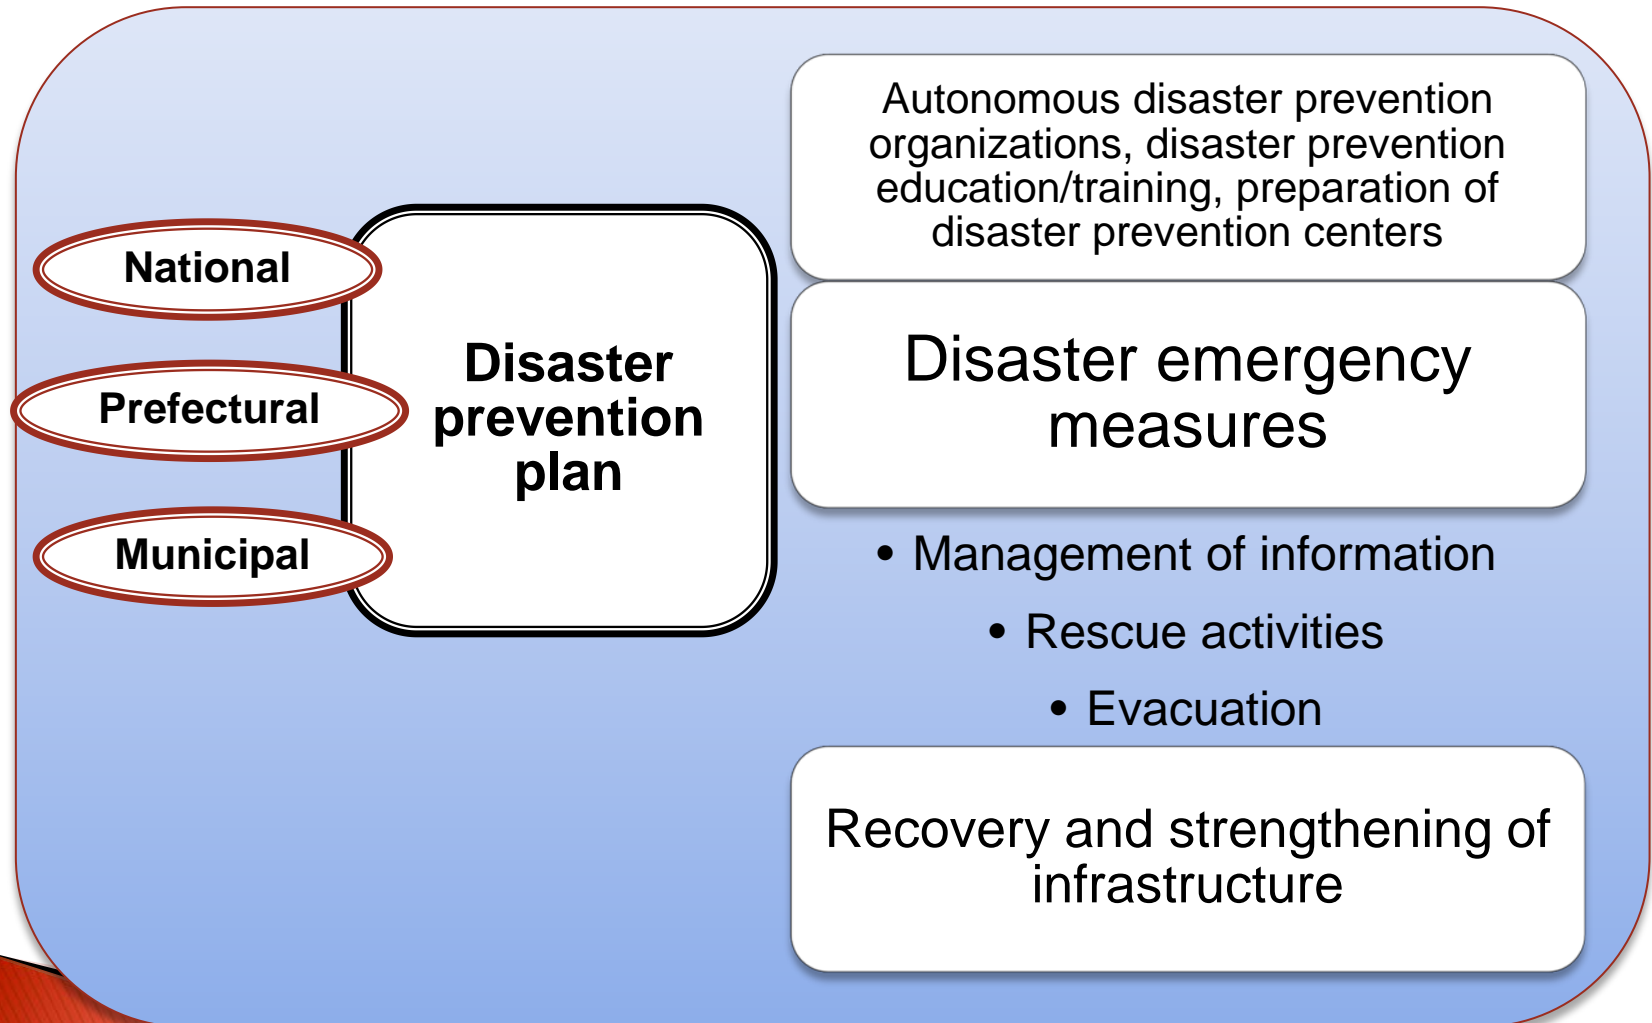 National
Prefectural
Municipal
Disaster
prevention
plan
Autonomous disaster prevention
organizations, disaster prevention
education/training, preparation of
disaster prevention centers
Disaster emergency
measures
• Management of information
• Rescue activities
• Evacuation
Recovery and strengthening of
infrastructure